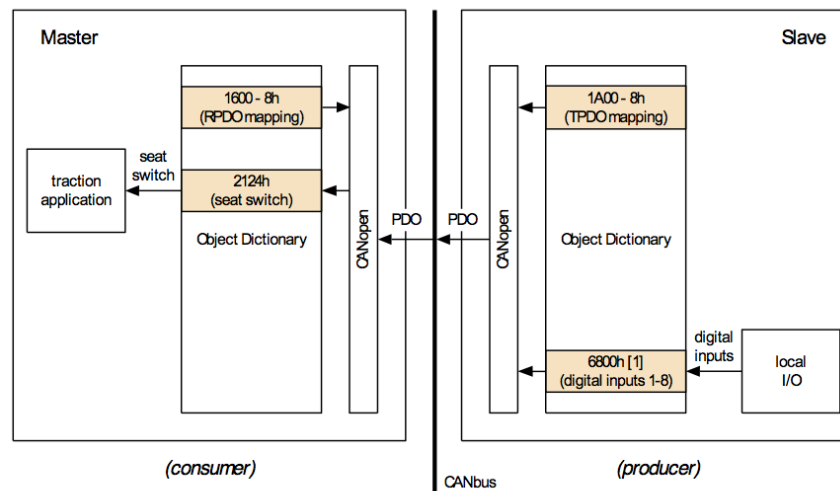 Master
Slave
1600 - 8h
(RPDO mapping)
1A00 - 8h
(TPDO mapping)
seat
switch
traction
application
2124h
(seat switch)
Object Dictionary
CANopen
PDO
PDO
CANopen
Object Dictionary
6800h [1]
(digital inputs 1-8)
digital
inputs
local
I/O
(consumer)
(producer)
CANbus